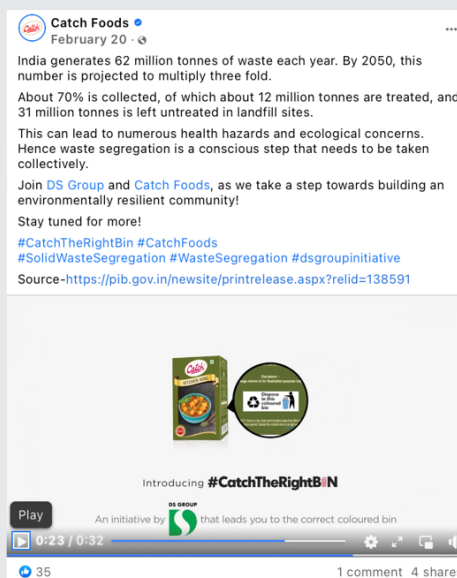 Catch Foods
February 20
India generates 62 million tonnes of waste each year. By 2050, this
number is projected to multiply three fold.
About 70% is collected, of which about 12 million tonnes are treated, and
31 million tonnes is left untreated in landfill sites.
This can lead to numerous health hazards and ecological concerns.
Hence waste segregation is a conscious step that needs to be taken
collectively.
Join DS Group and Catch Foods, as we take a step towards building an
environmentally resilient community!
Stay tuned for more!
#CatchTheRightBin #CatchFoods
#SolidWasteSegregation #WasteSegregation #dsgroupinitiative
Source-https://pib.gov.in/newsite/printrelease.aspx?relid=138591
Catch
KITCHEN KING
Dispose
in this
coloured
bin
Introducing #CatchTheRightBIN
DS GROUP
An initiative by S that leads you to the correct coloured bin
Play
0:23 / 0:32
35
1 comment 4 share